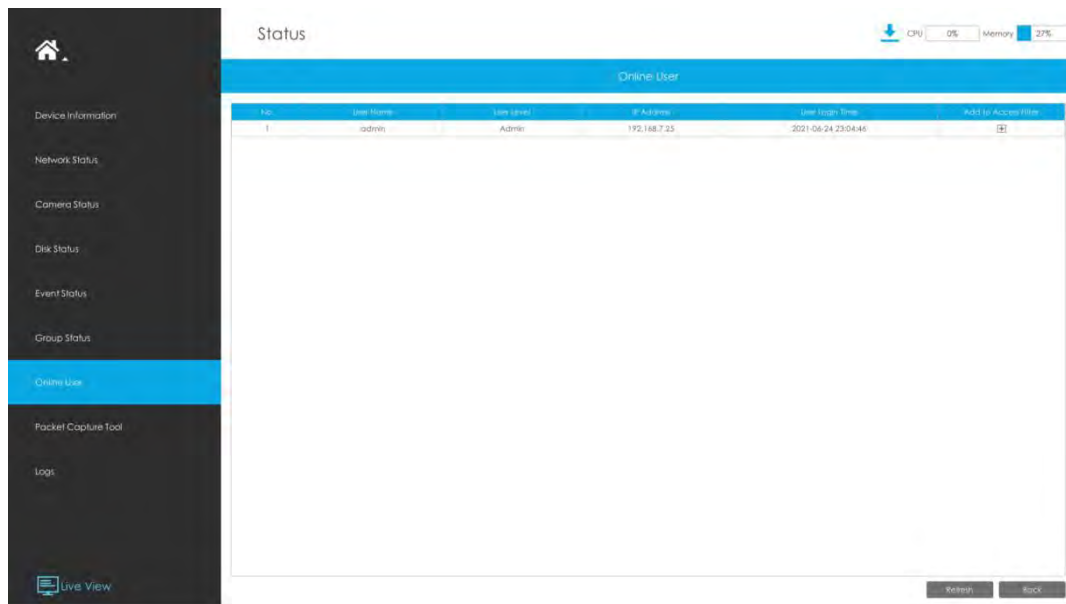 Status
CPU 0% Memory 27%
Online User
Device Information
Network Status
Camera Status
Disk Status
Event Status
Group Status
Online User
Packet Capture Tool
Logs
Live View
No. User Name User Level IP Address User Login Time Add to Access Filter
1 admin Admin 192.168.7.25 2021-06-24 23:04:46
Refresh Back